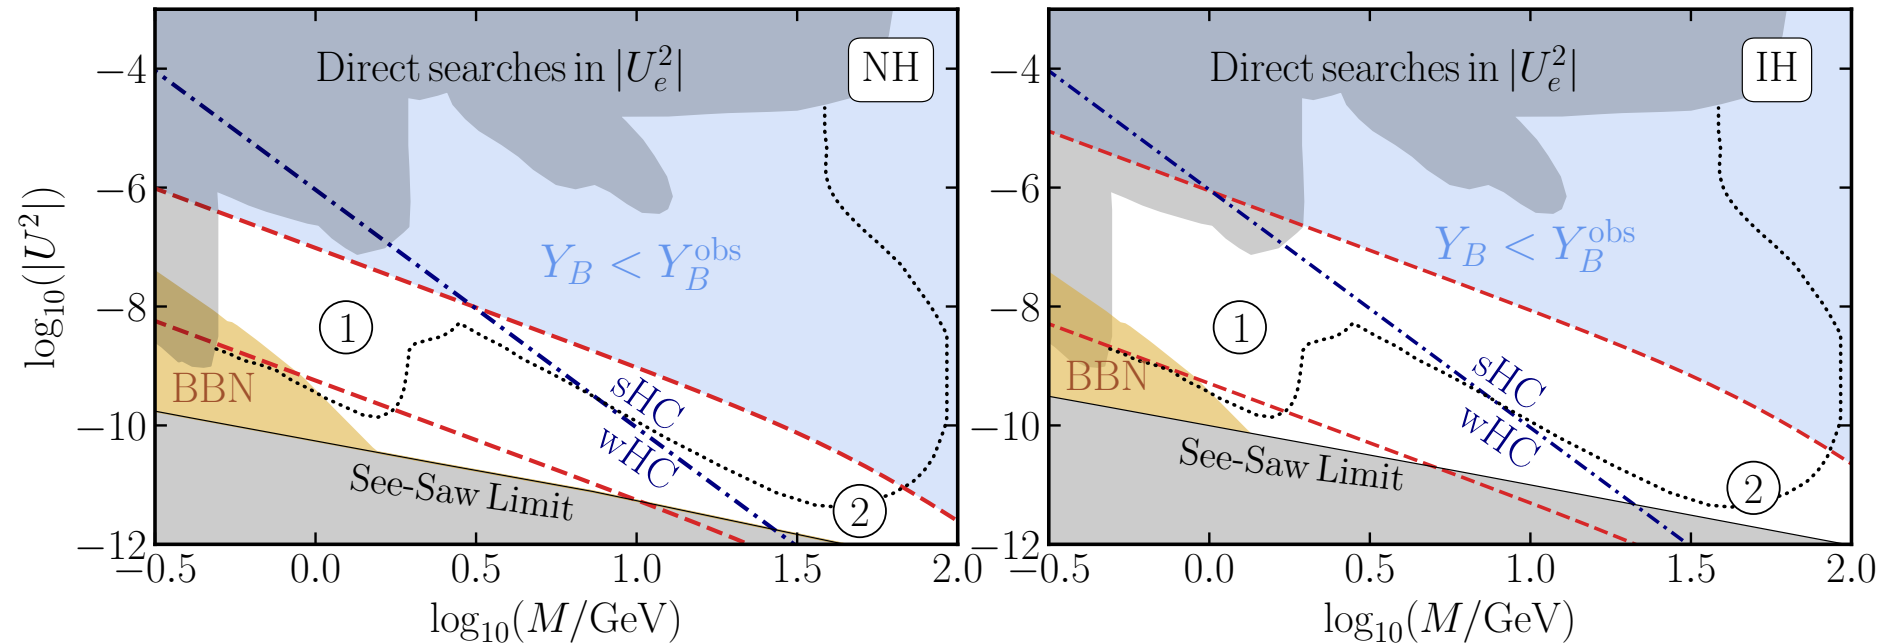 Direct searches in |U_e^2|
NH
Y_B < Y_B^obs
1
BBN
sHC
wHC
See-Saw Limit
2
−4
−6
−8
−10
−12
log10(|U^2|)
−0.5 0.0 0.5 1.0 1.5 2.0
log10(M/GeV)
Direct searches in |U_e^2|
IH
Y_B < Y_B^obs
1
BBN
sHC
wHC
See-Saw Limit
2
−4
−6
−8
−10
−12
−0.5 0.0 0.5 1.0 1.5 2.0
log10(M/GeV)